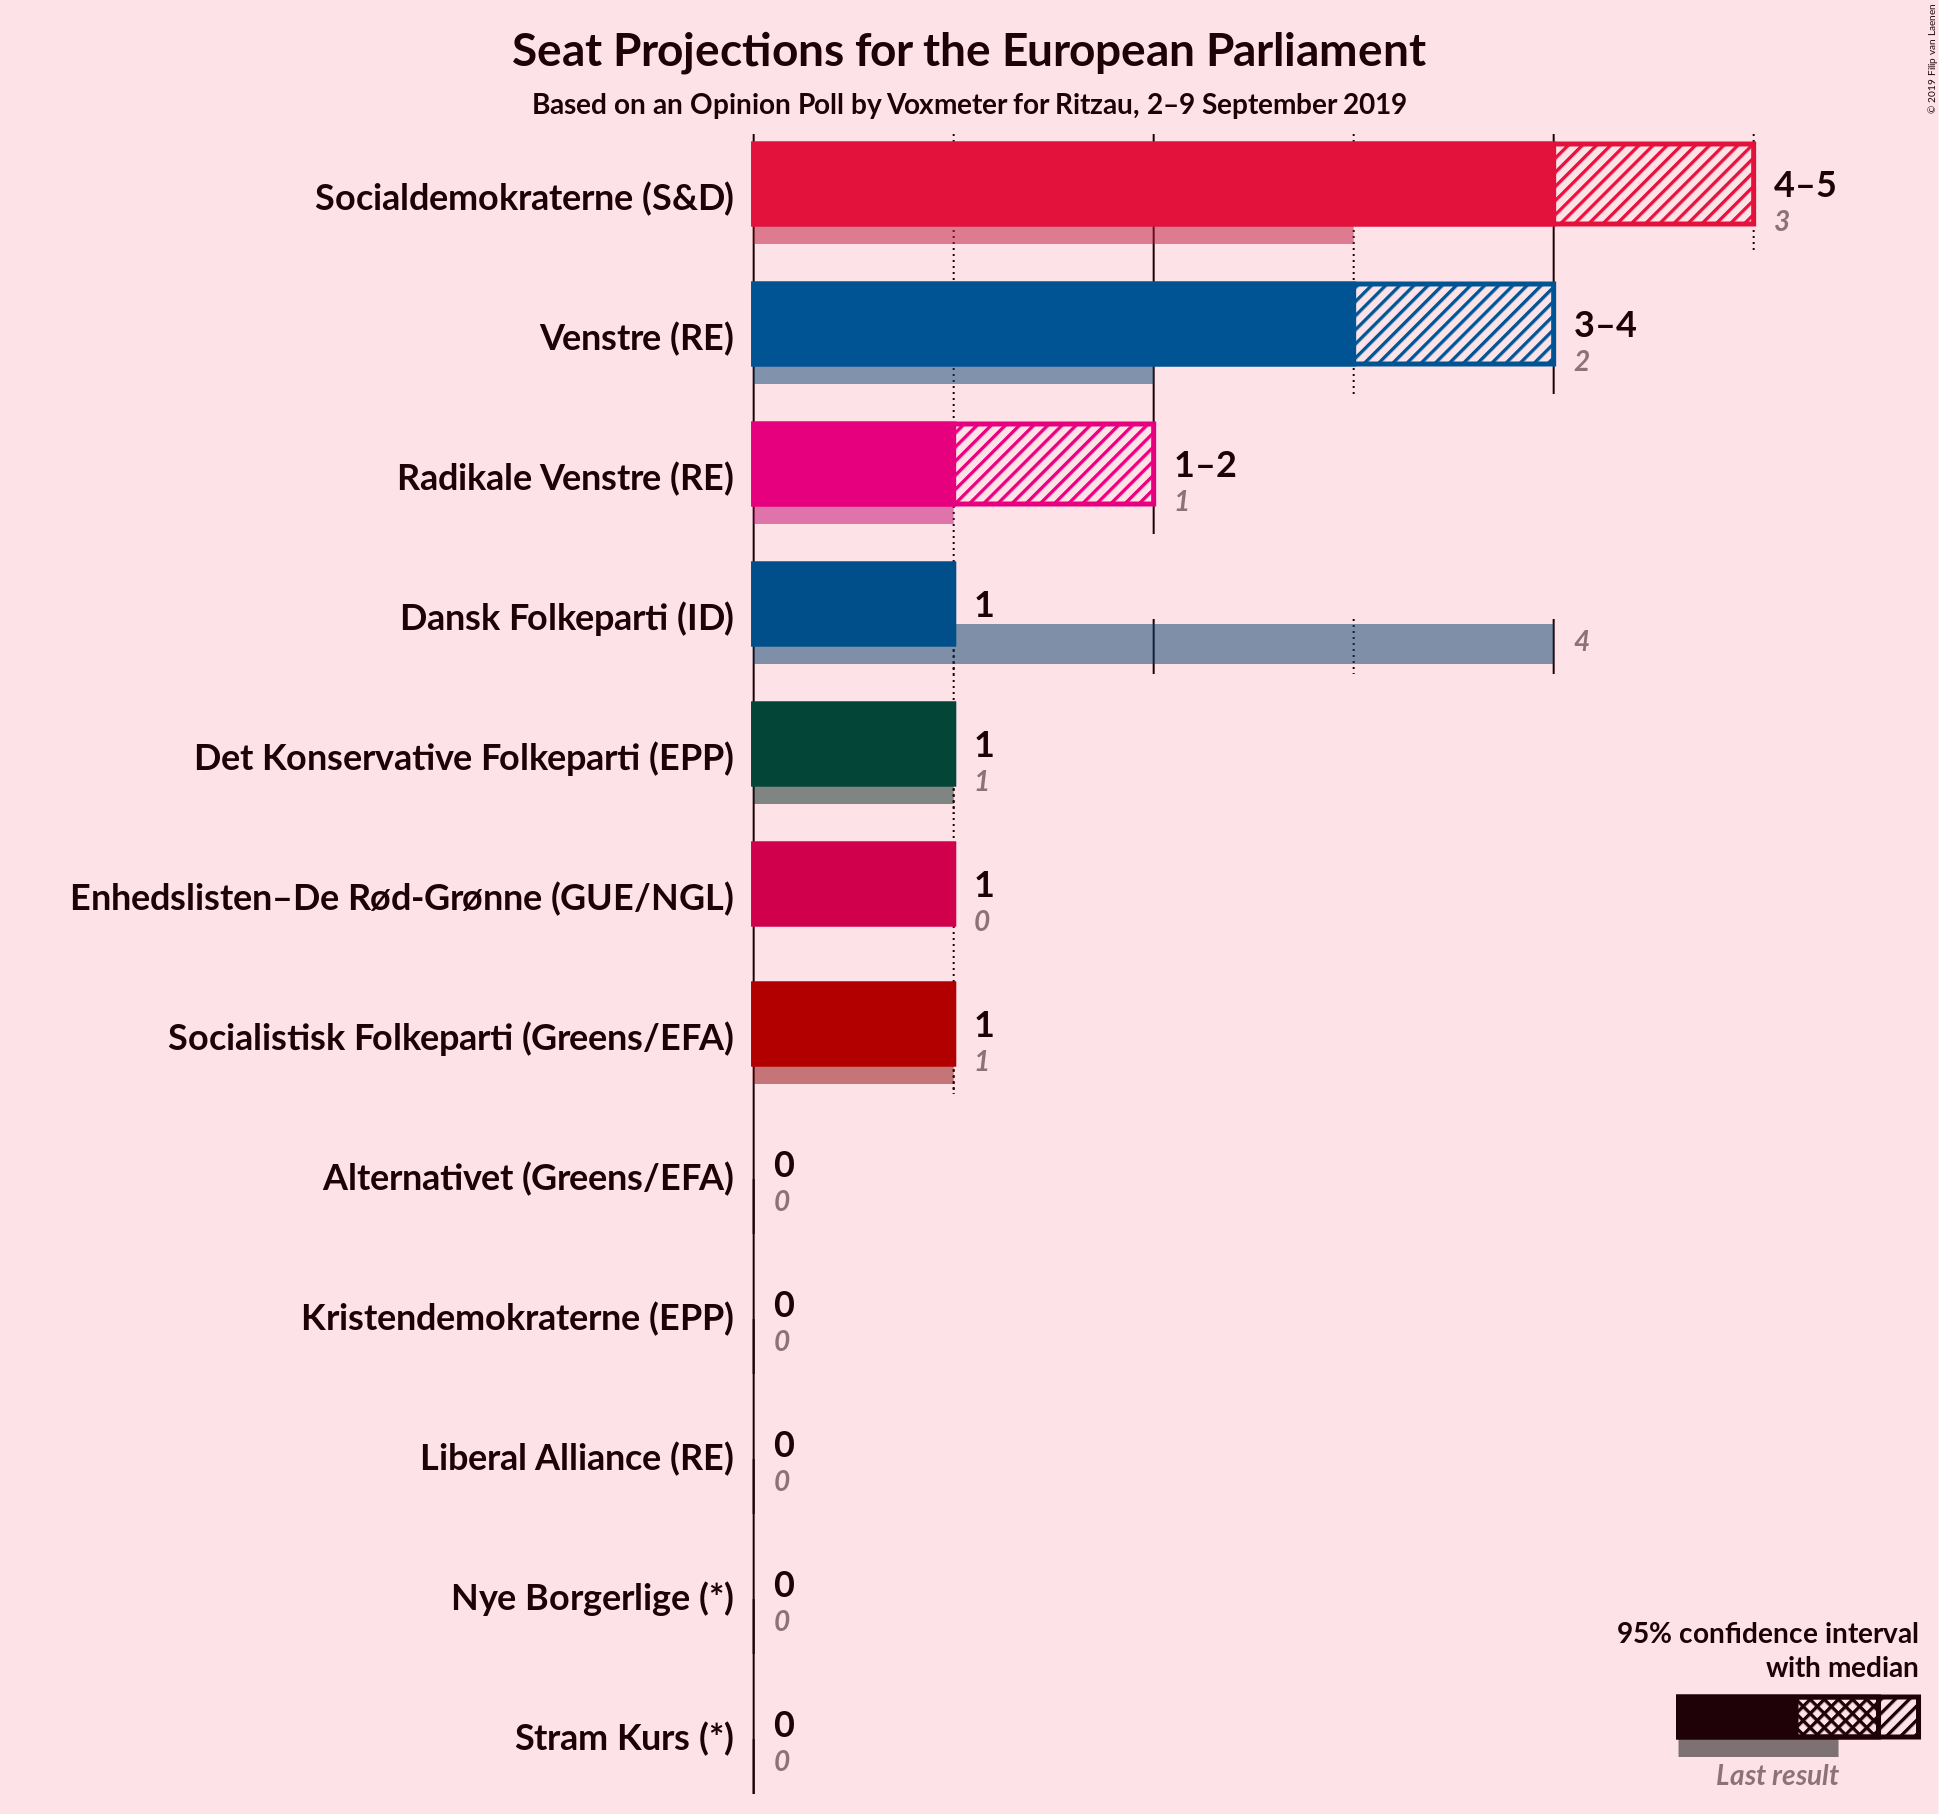 Seat Projections for the European Parliament
Based on an Opinion Poll by Voxmeter for Ritzau, 2–9 September 2019
© 2019 Filip van Laenen
Socialdemokraterne (S&D)
4–5
3
Venstre (RE)
3–4
2
Radikale Venstre (RE)
1–2
1
Dansk Folkeparti (ID)
1
4
Det Konservative Folkeparti (EPP)
1
1
Enhedslisten–De Rød-Grønne (GUE/NGL)
1
0
Socialistisk Folkeparti (Greens/EFA)
1
1
Alternativet (Greens/EFA)
0
0
Kristendemokraterne (EPP)
0
0
Liberal Alliance (RE)
0
0
Nye Borgerlige (*)
0
0
Stram Kurs (*)
0
0
95% confidence interval
with median
Last result